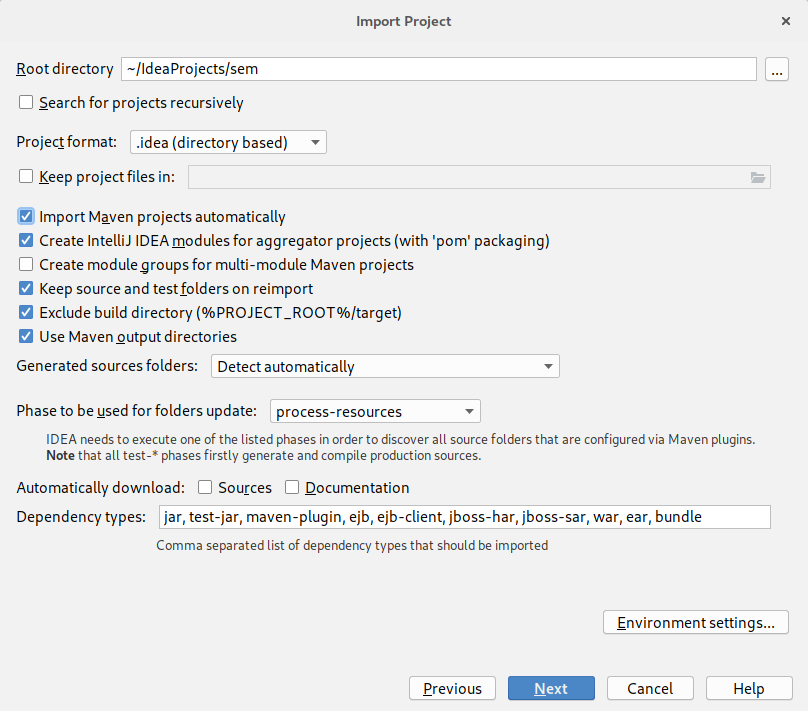 Import Project
Root directory ~/IdeaProjects/sem ...
Search for projects recursively
Project format: .idea (directory based)
Keep project files in:
Import Maven projects automatically
Create IntelliJ IDEA modules for aggregator projects (with 'pom' packaging)
Create module groups for multi-module Maven projects
Keep source and test folders on reimport
Exclude build directory (%PROJECT_ROOT%/target)
Use Maven output directories
Generated sources folders: Detect automatically
Phase to be used for folders update: process-resources
IDEA needs to execute one of the listed phases in order to discover all source folders that are configured via Maven plugins.
Note that all test-* phases firstly generate and compile production sources.
Automatically download: Sources Documentation
Dependency types: jar, test-jar, maven-plugin, ejb, ejb-client, jboss-har, jboss-sar, war, ear, bundle
Comma separated list of dependency types that should be imported
Environment settings...
Previous Next Cancel Help